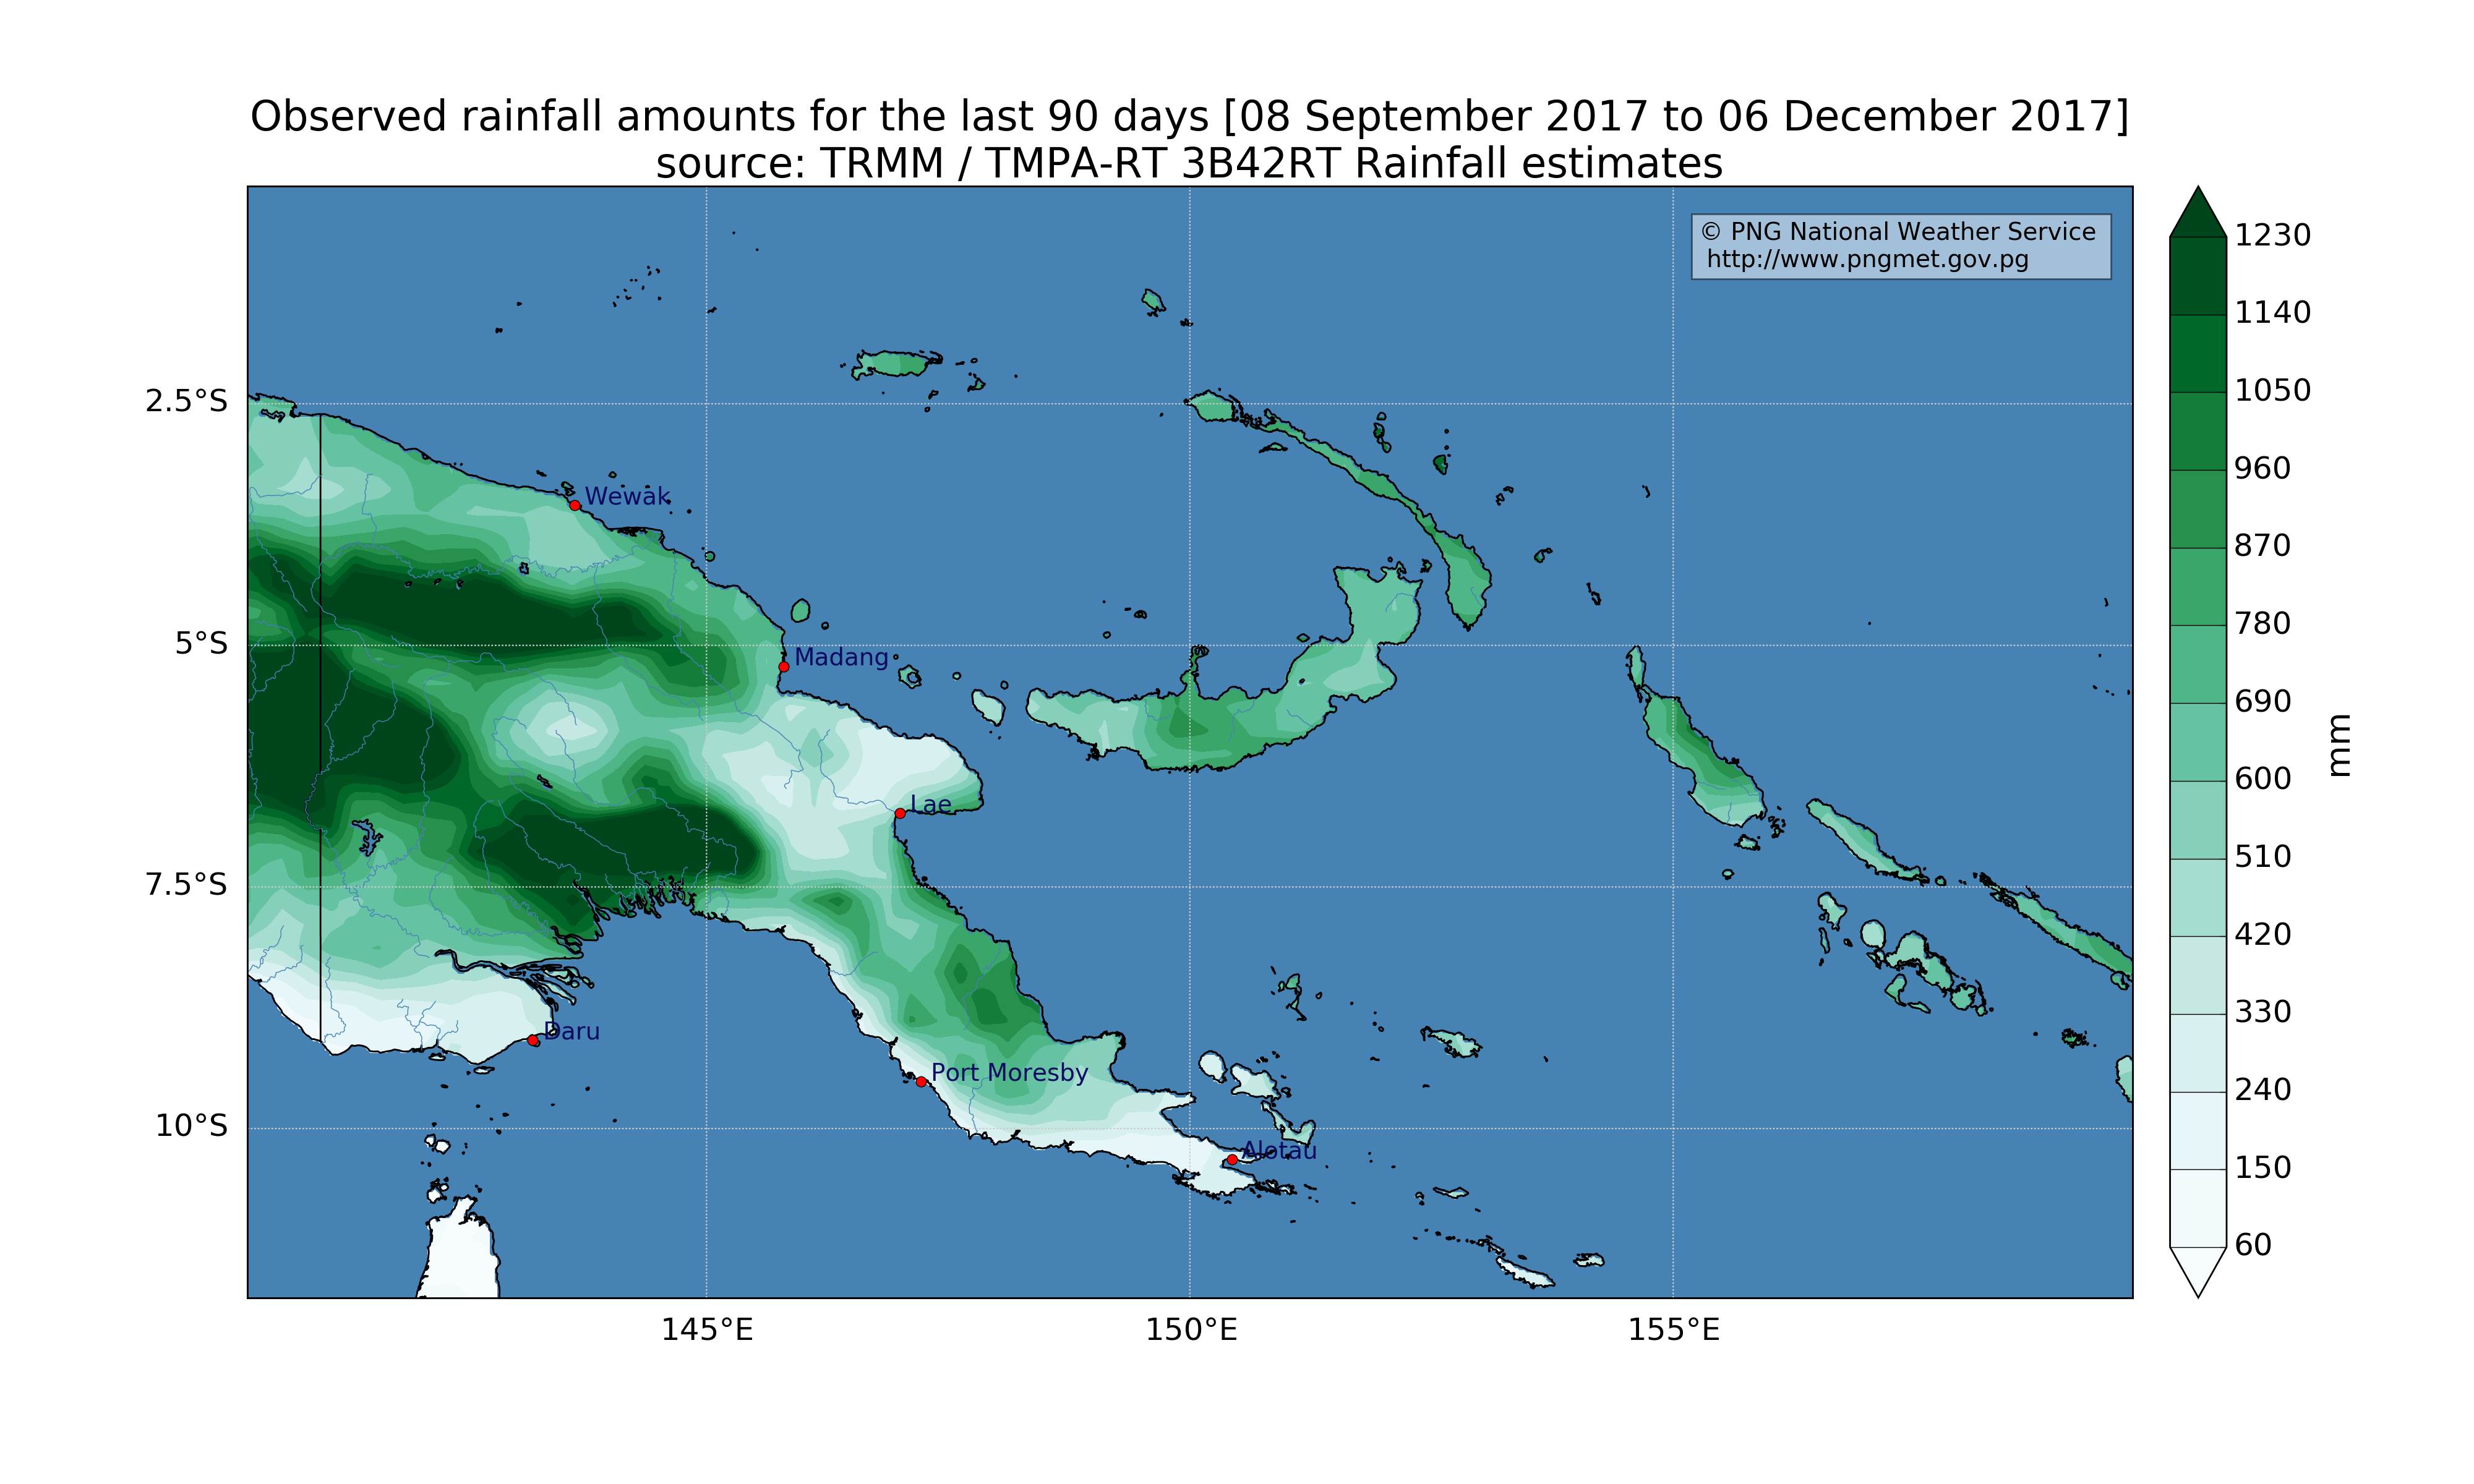 Observed rainfall amounts for the last 90 days [08 September 2017 to 06 December 2017]
source: TRMM / TMPA-RT 3B42RT Rainfall estimates
© PNG National Weather Service
http://www.pngmet.gov.pg
1230
1140
1050
960
870
780
690
600
510
420
330
240
150
60
mm
2.5°S
5°S
7.5°S
10°S
Wewak
Madang
Lae
Daru
Port Moresby
Alotau
145°E
150°E
155°E